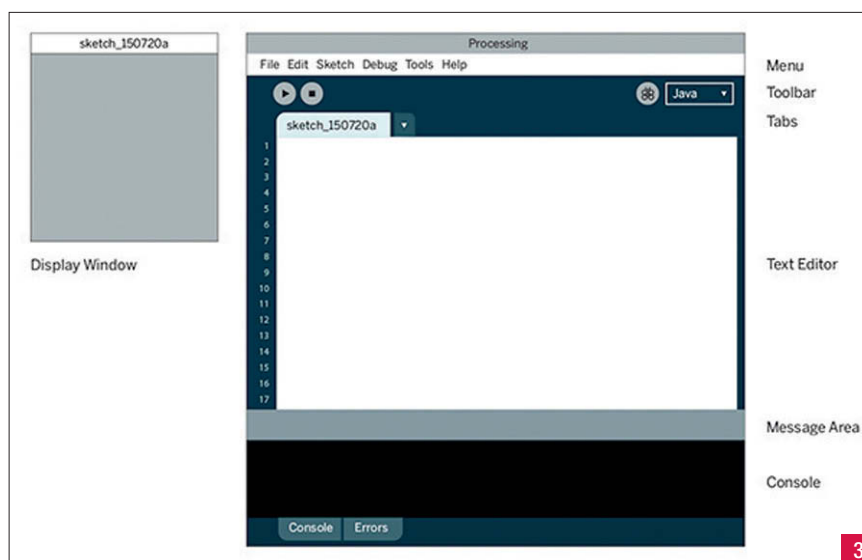 sketch_150720a
Display Window
Processing
File Edit Sketch Debug Tools Help
Java
sketch_150720a
1
2
3
4
5
6
7
8
9
10
11
12
13
14
15
16
17
Console Errors
Menu
Toolbar
Tabs
Text Editor
Message Area
Console
3